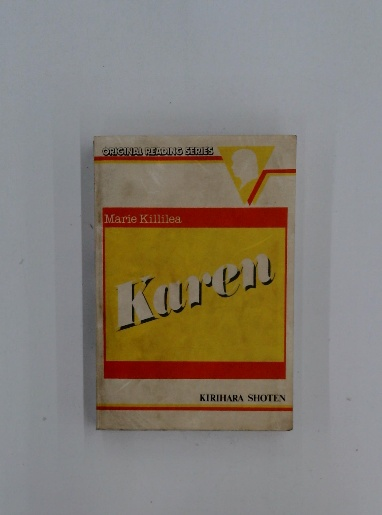 ORIGINAL READING SERIES
Marie Killilea
Karen
KIRIHARA SHOTEN